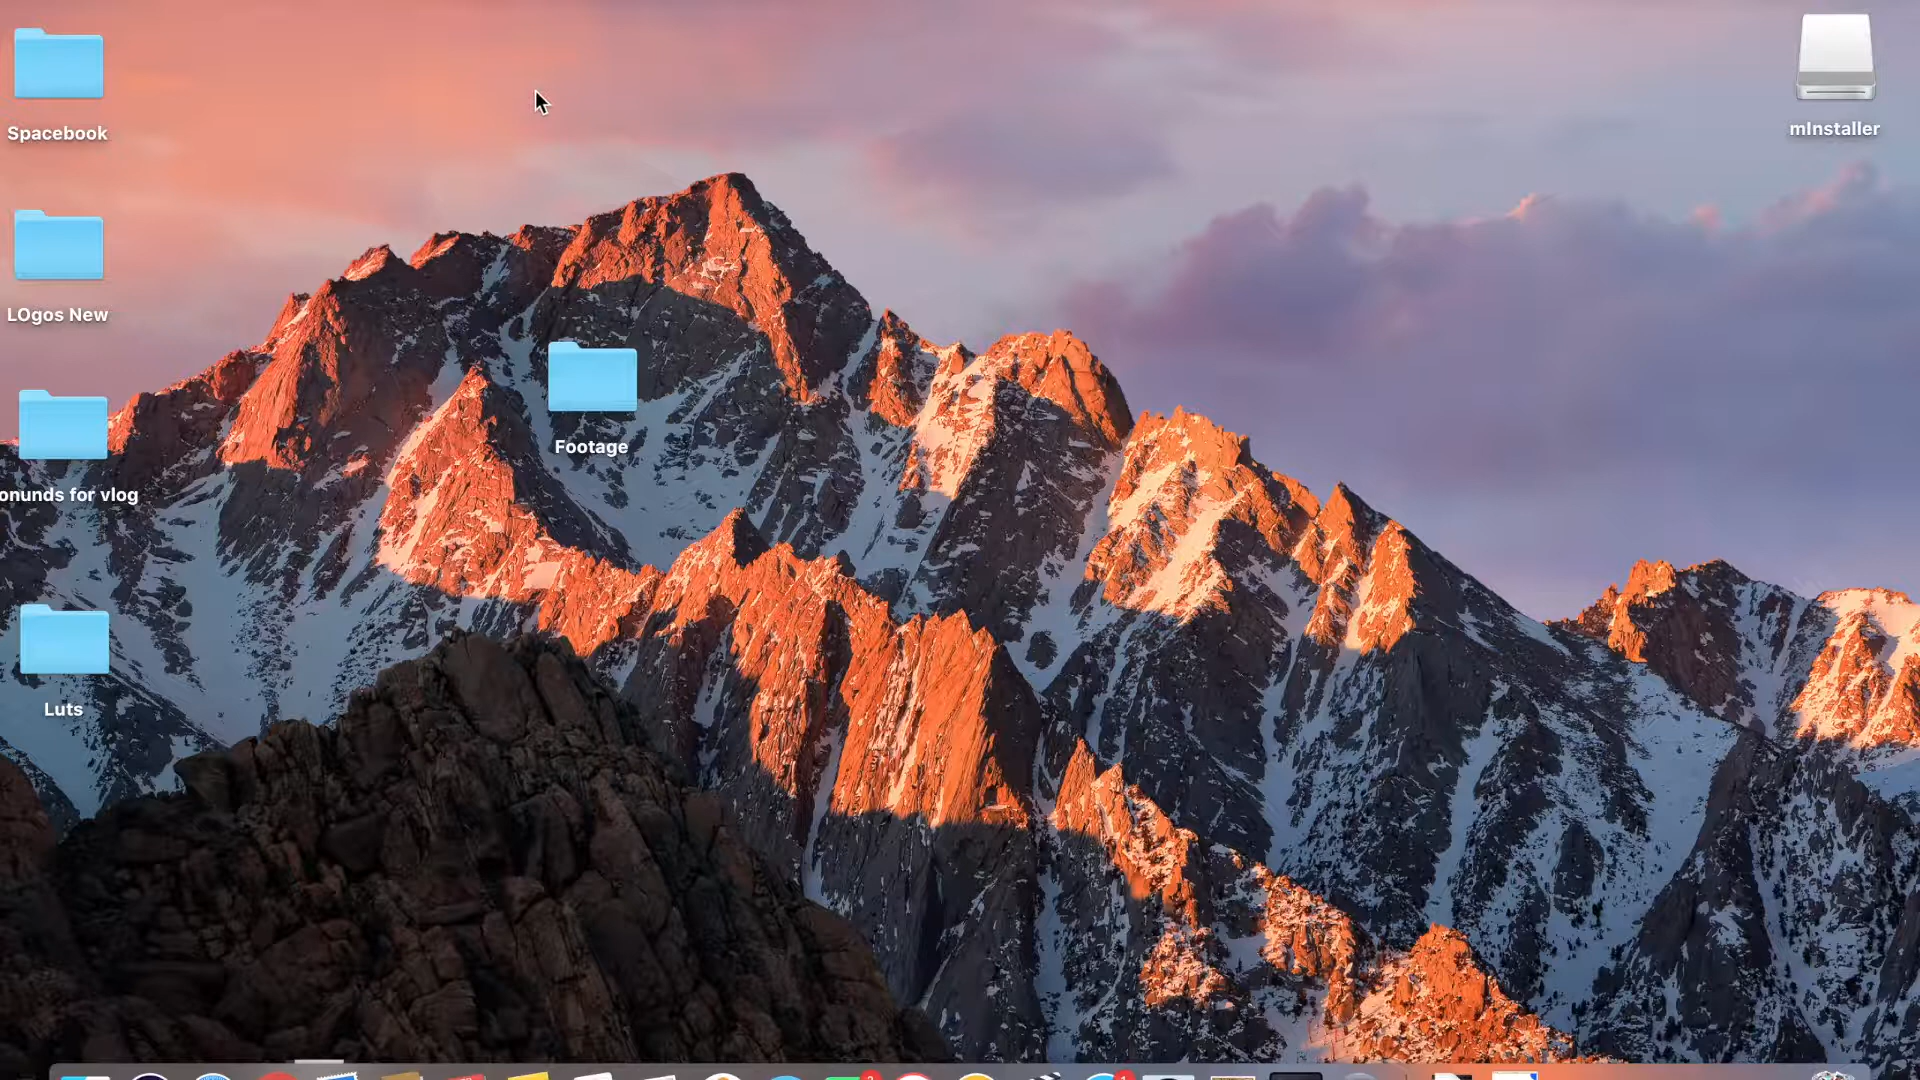 Spacebook
mInstaller
LOgos New
Footage
onunds for vlog
Luts